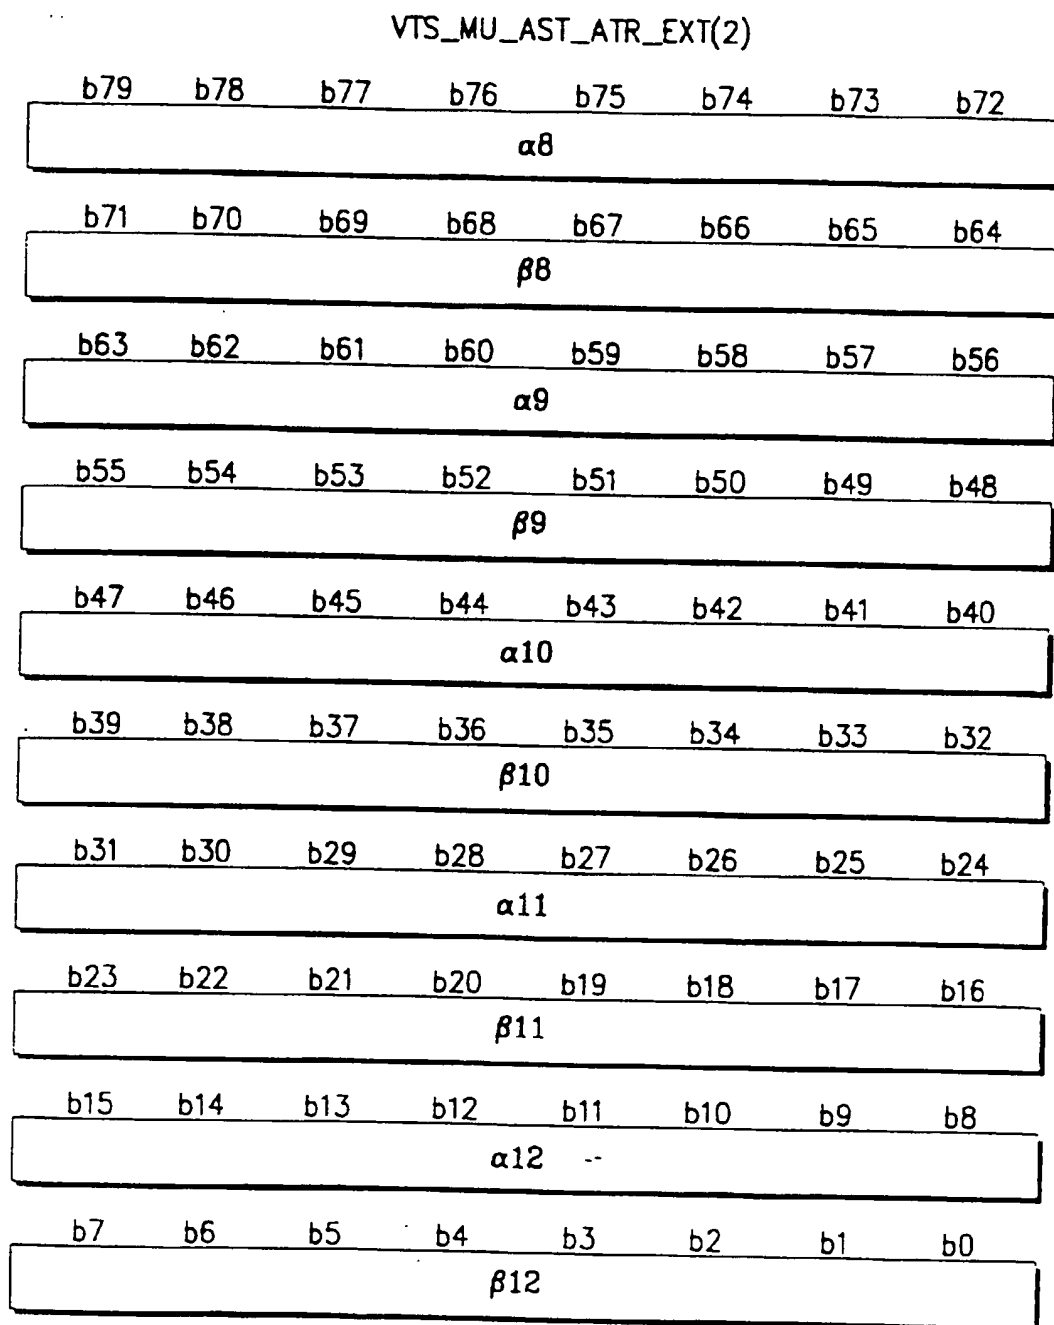 VTS_MU_AST_ATR_EXT(2)
b79 b78 b77 b76 b75 b74 b73 b72
α8
b71 b70 b69 b68 b67 b66 b65 b64
β8
b63 b62 b61 b60 b59 b58 b57 b56
α9
b55 b54 b53 b52 b51 b50 b49 b48
β9
b47 b46 b45 b44 b43 b42 b41 b40
α10
b39 b38 b37 b36 b35 b34 b33 b32
β10
b31 b30 b29 b28 b27 b26 b25 b24
α11
b23 b22 b21 b20 b19 b18 b17 b16
β11
b15 b14 b13 b12 b11 b10 b9 b8
α12
b7 b6 b5 b4 b3 b2 b1 b0
β12